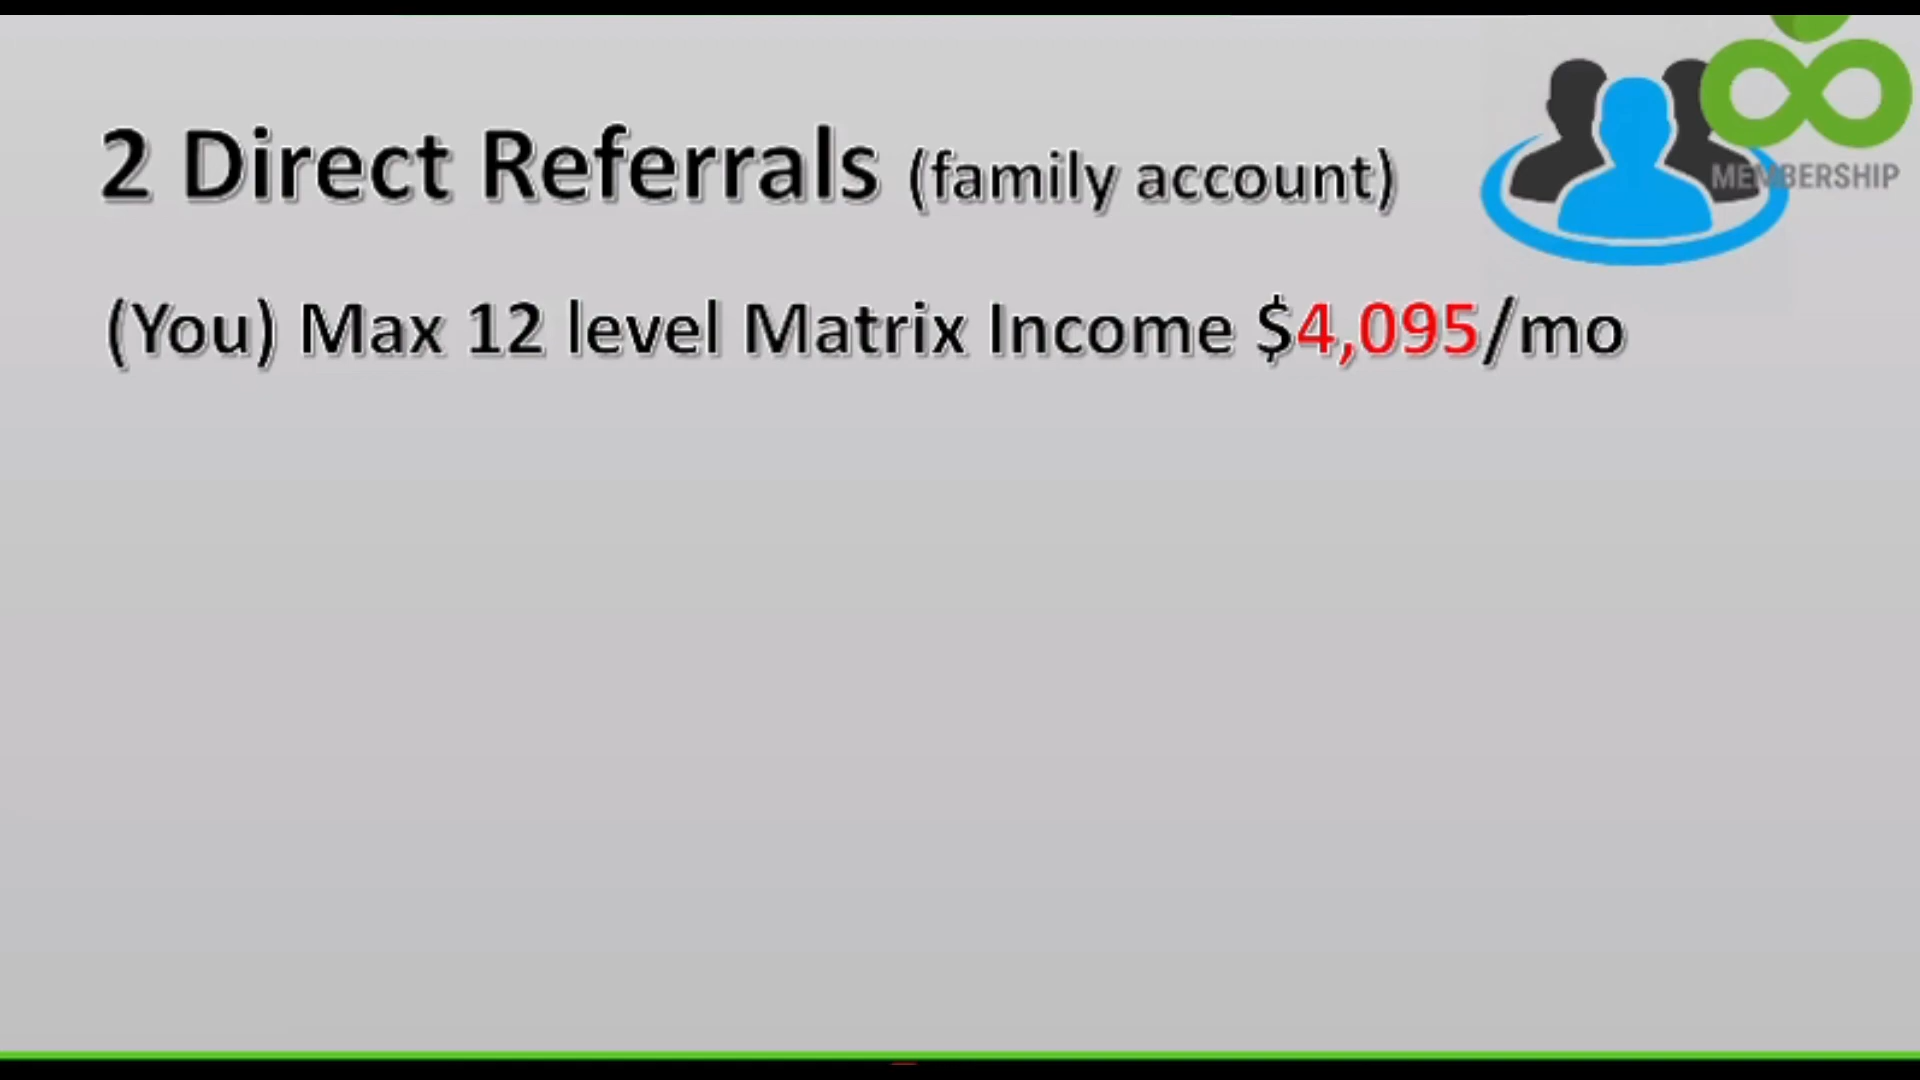 MEMBERSHIP
2 Direct Referrals (family account)
(You) Max 12 level Matrix Income $4,095/mo